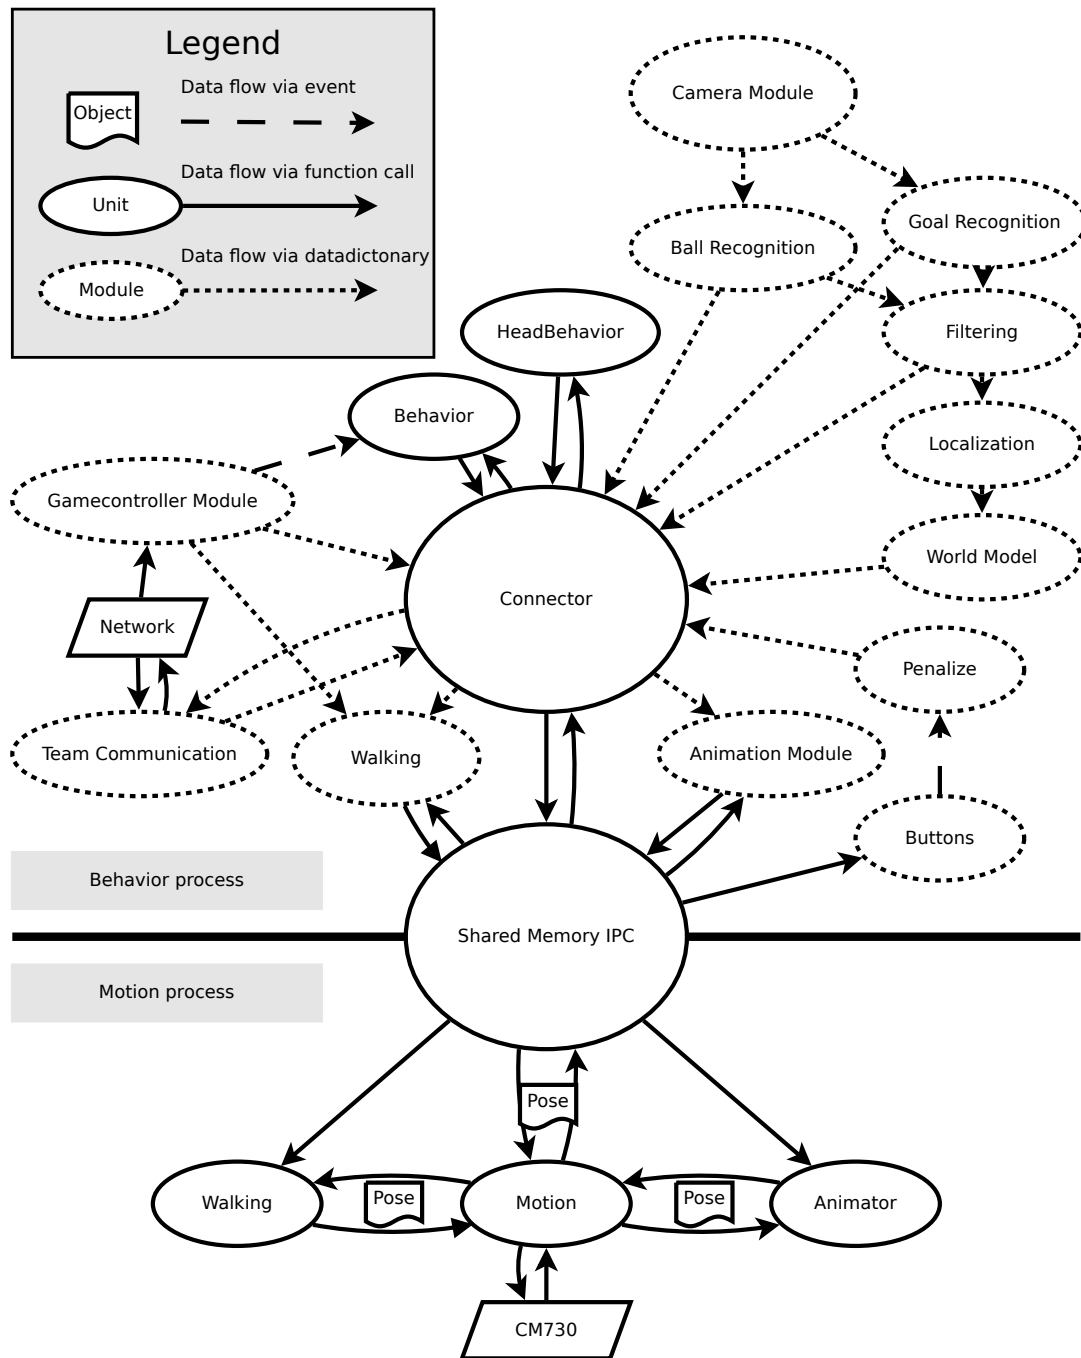 Legend
Data flow via event
Object
Data flow via function call
Unit
Data flow via datadictonary
Module
Camera Module
Goal Recognition
Ball Recognition
HeadBehavior
Filtering
Behavior
Localization
Gamecontroller Module
World Model
Connector
Network
Penalize
Team Communication
Walking
Animation Module
Buttons
Behavior process
Shared Memory IPC
Motion process
Pose
Walking
Pose
Motion
Pose
Animator
CM730